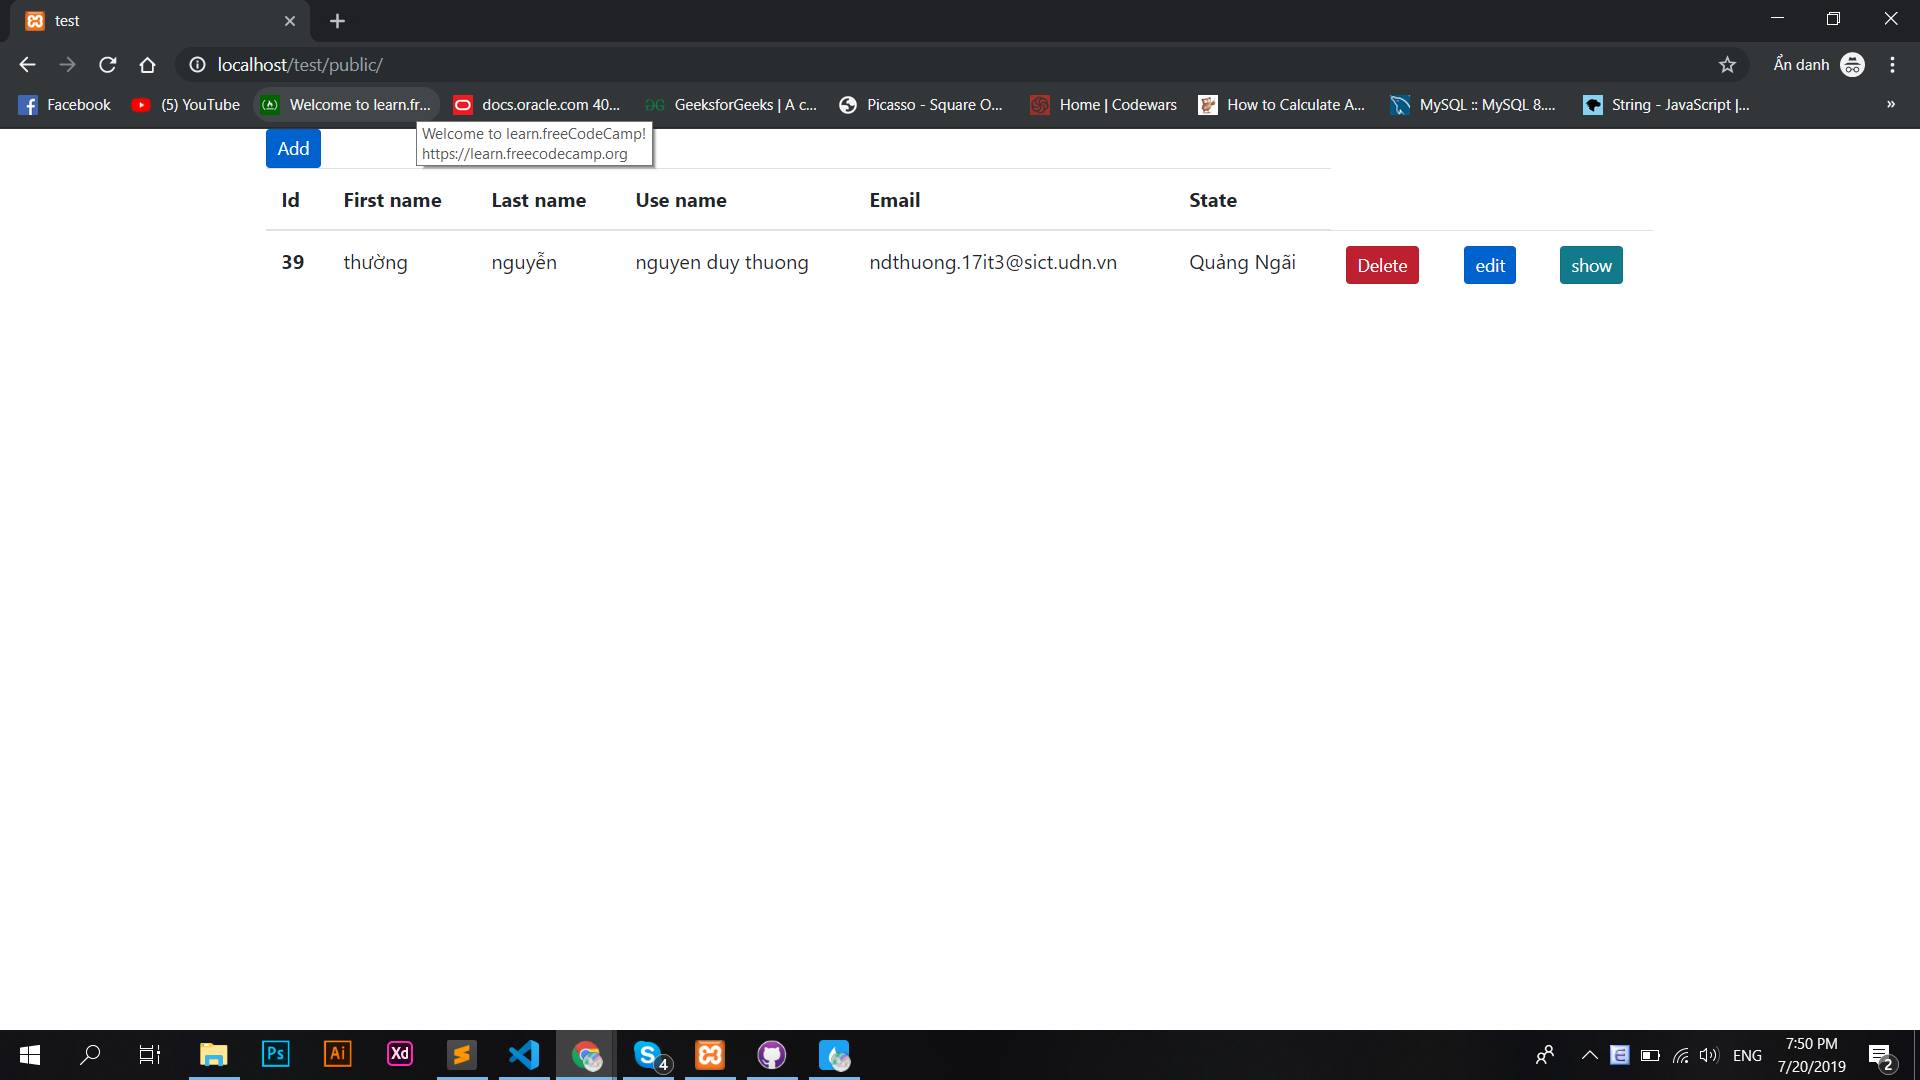 test
localhost/test/public/
Ẩn danh
Facebook
(5) YouTube
Welcome to learn.fr...
docs.oracle.com 40...
GeeksforGeeks | A c...
Picasso - Square O...
Home | Codewars
How to Calculate A...
MySQL :: MySQL 8....
String - JavaScript |...
»
Welcome to learn.freeCodeCamp!
https://learn.freecodecamp.org
Add
Id First name Last name Use name Email State
39 thường nguyễn nguyen duy thuong ndthuong.17it3@sict.udn.vn Quảng Ngãi Delete edit show
Ps
Ai
Xd
4
ENG
7:50 PM
7/20/2019
2